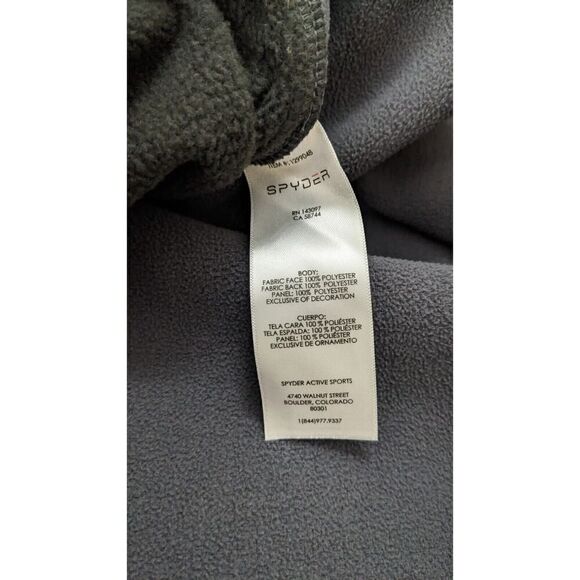 ITEM #: 1299048
SPYDER
RN 143097
CA 58744
BODY:
FABRIC FACE 100% POLYESTER
FABRIC BACK 100% POLYESTER
PANEL: 100% POLYESTER
EXCLUSIVE OF DECORATION
CUERPO:
TELA CARA 100 % POLIÉSTER
TELA ESPALDA: 100 % POLIÉSTER
PANEL: 100 % POLIÉSTER
EXCLUSIVE DE ORNAMENTO
SPYDER ACTIVE SPORTS
4740 WALNUT STREET
BOULDER, COLORADO
80301
1(844)977.9337